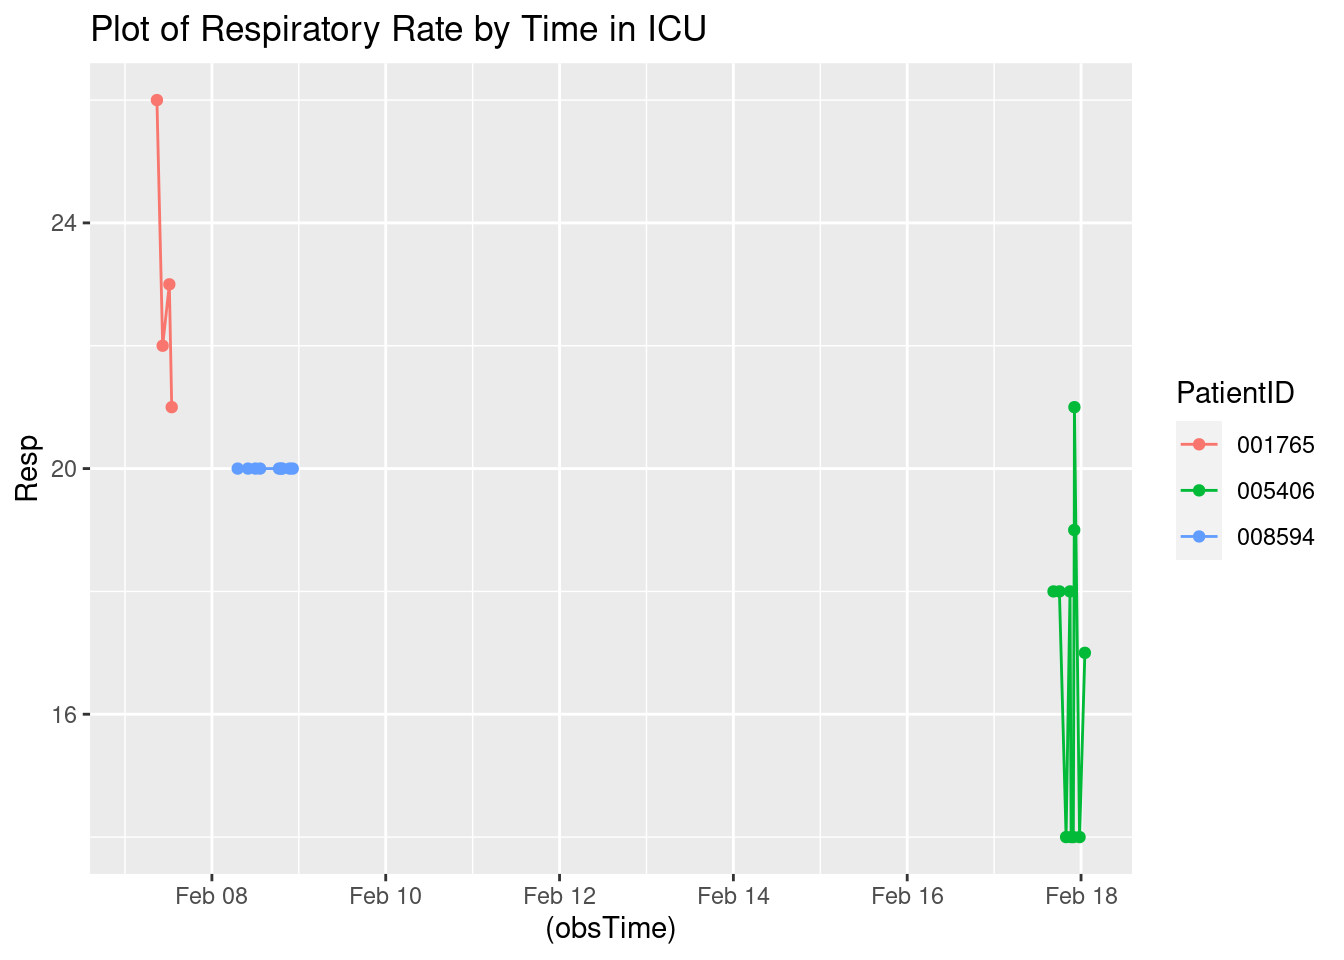 Plot of Respiratory Rate by Time in ICU
24
20
16
Resp
Feb 08 Feb 10 Feb 12 Feb 14 Feb 16 Feb 18
(obsTime)
PatientID
001765
005406
008594